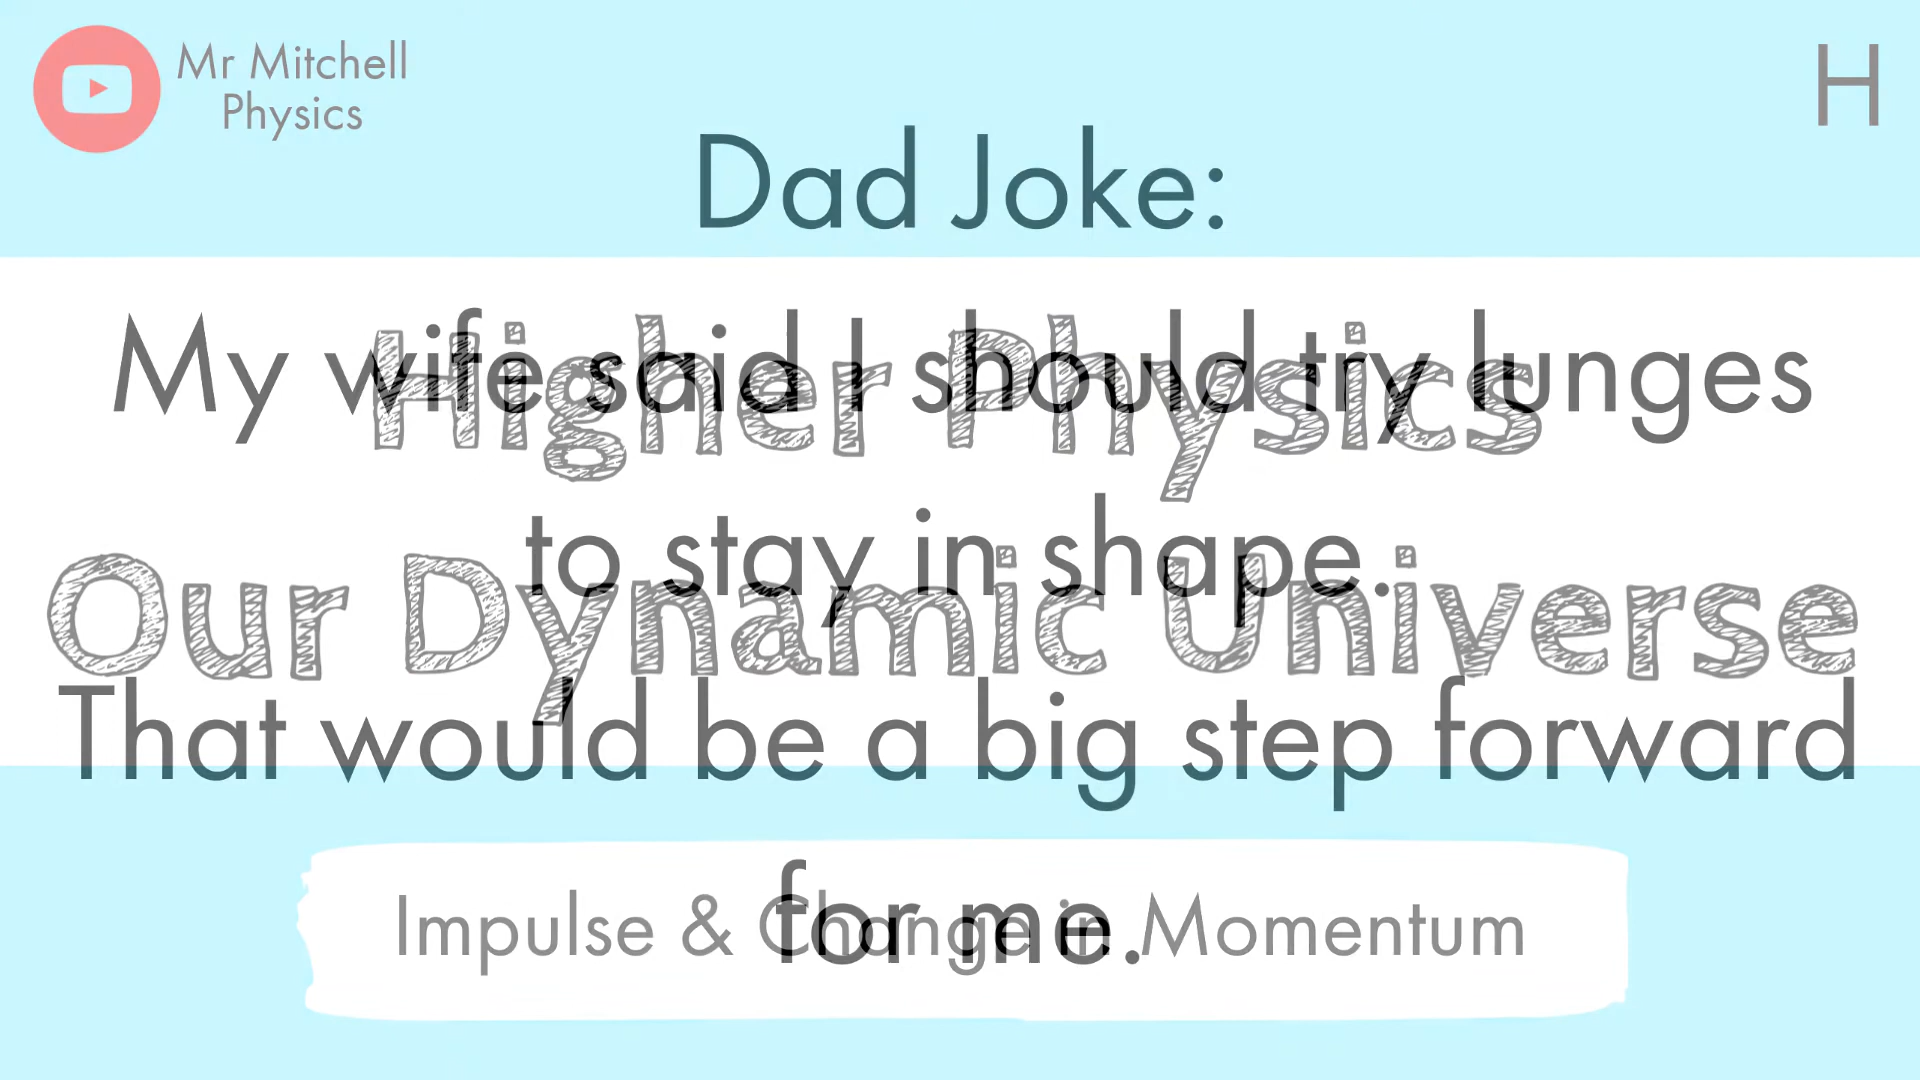 Mr Mitchell
Physics
H
Dad Joke:
My wife said I should try lunges
Higher Physics
to stay in shape.
Our Dynamic Universe
That would be a big step forward
for me.
Impulse & Change in Momentum